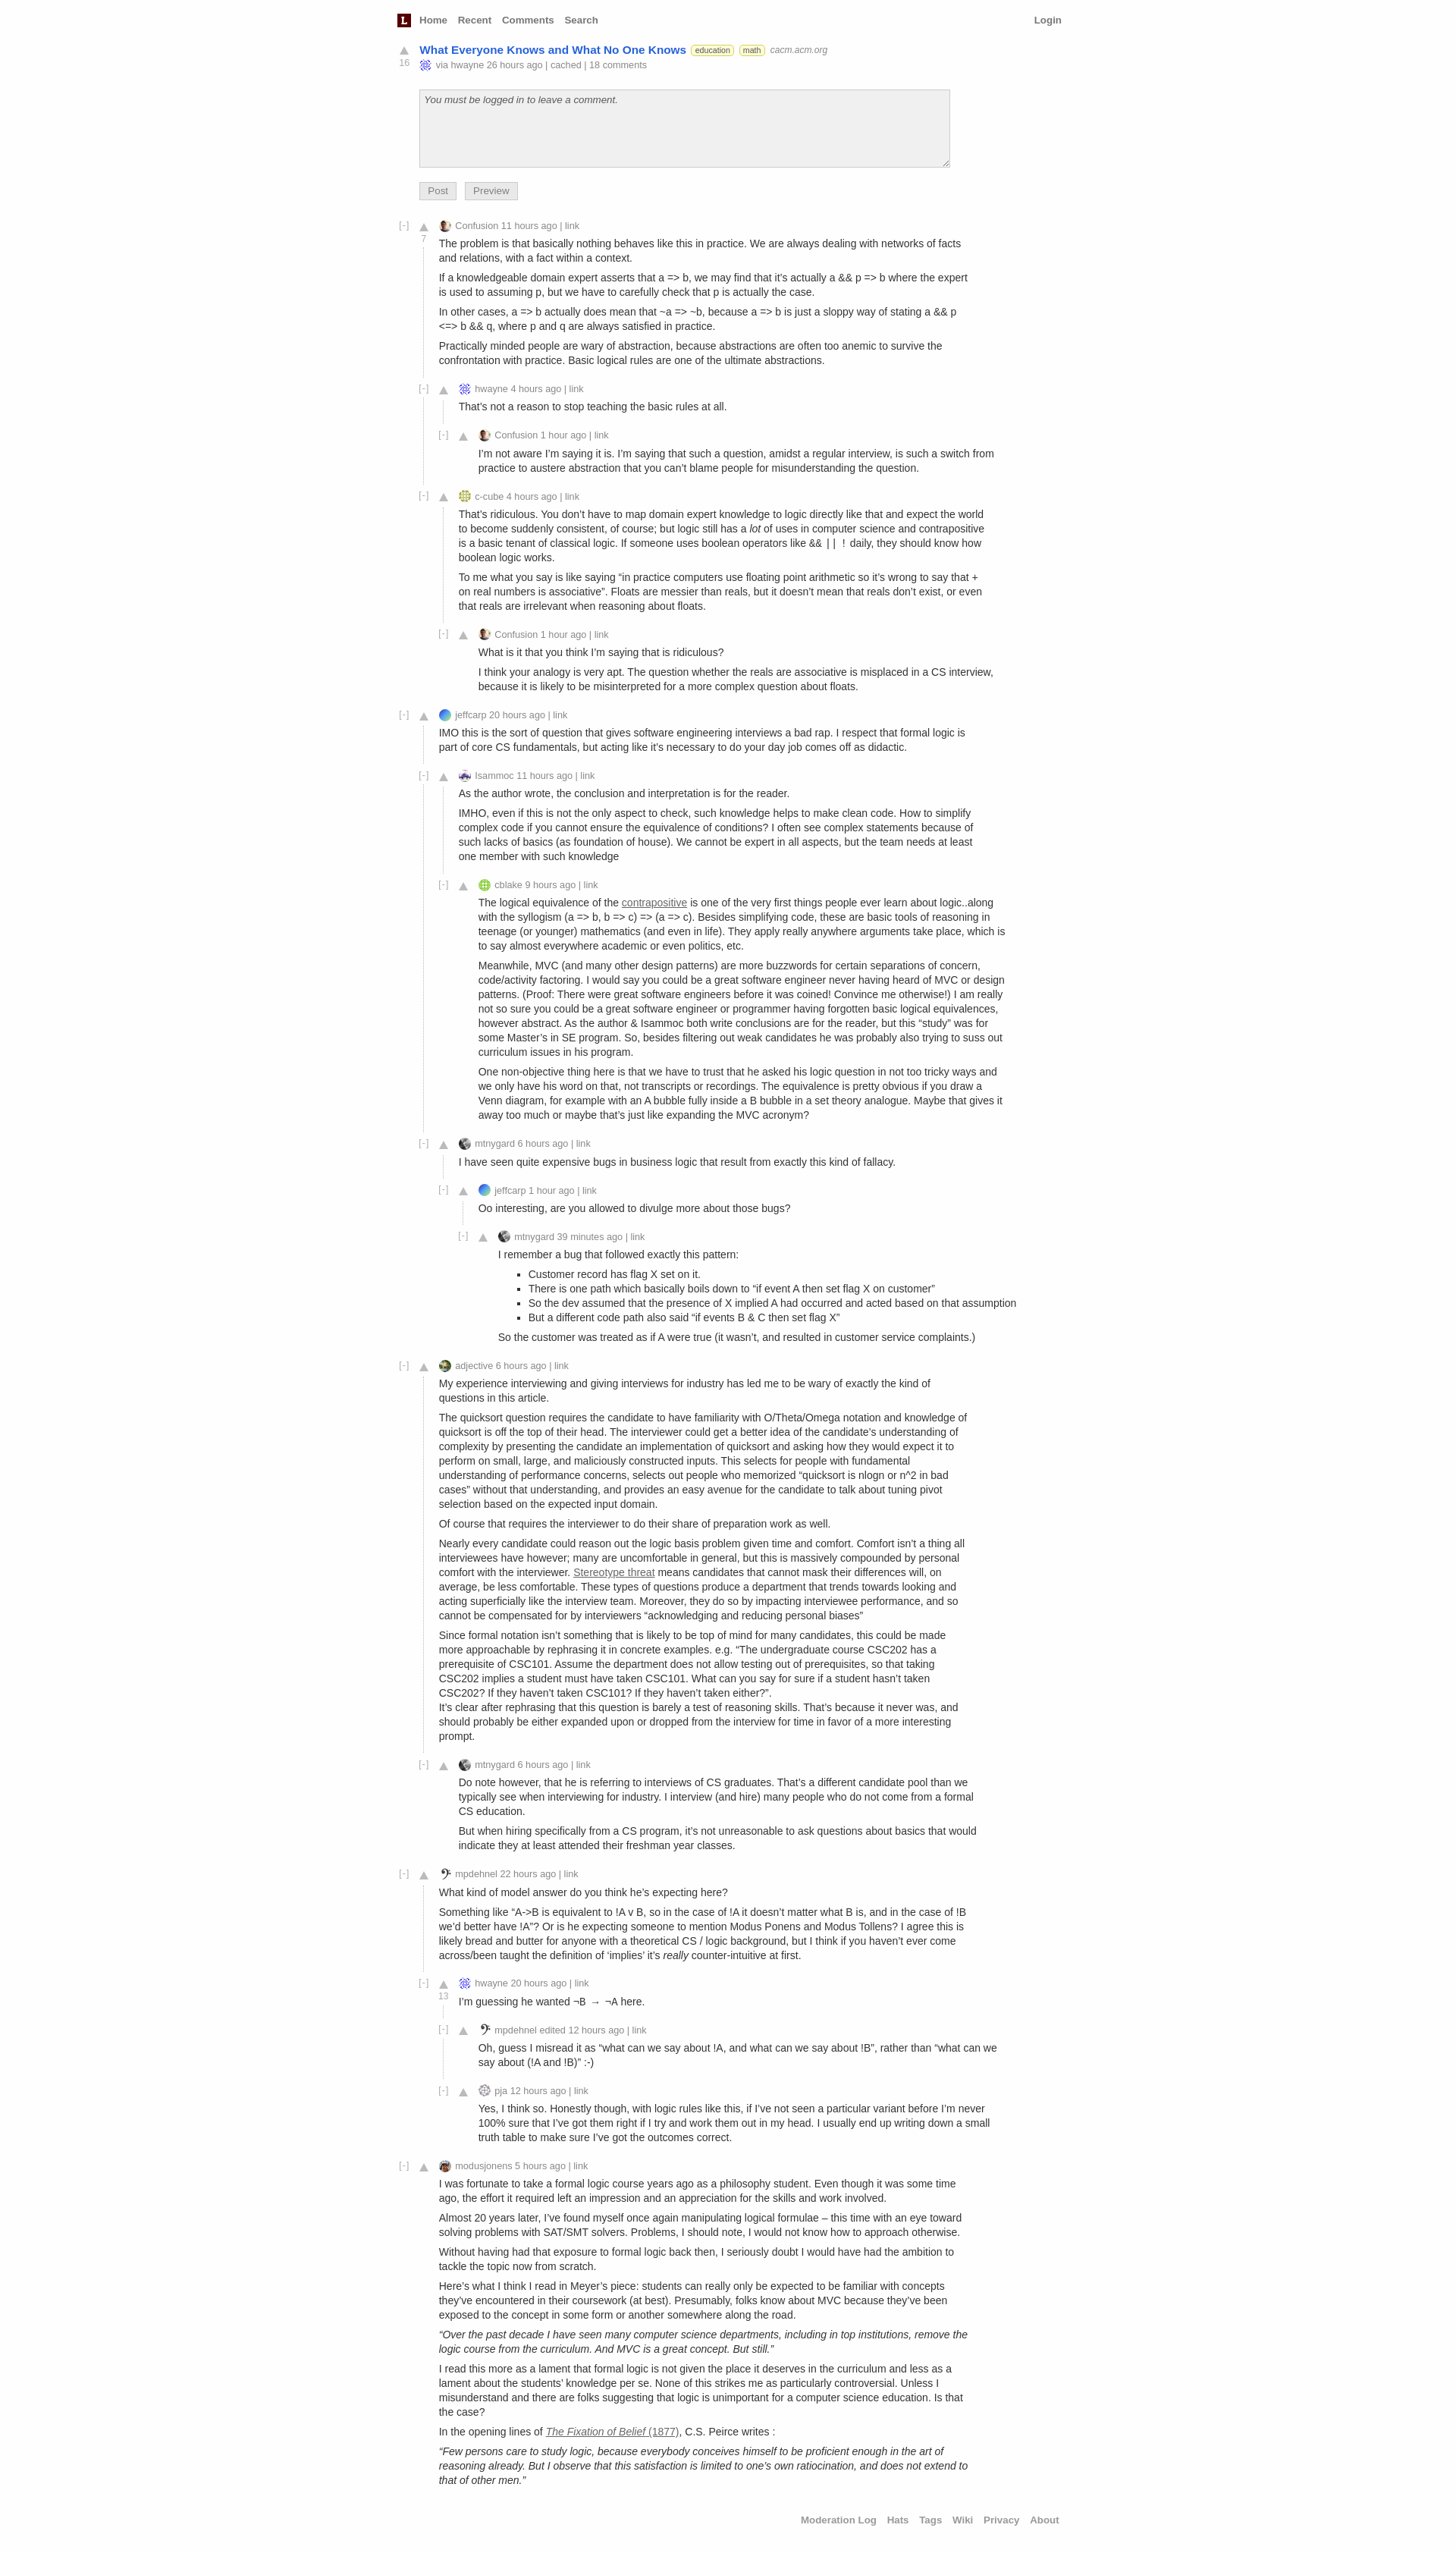 L Home Recent Comments Search Login
What Everyone Knows and What No One Knows education math cacm.acm.org
16 via hwayne 26 hours ago | cached | 18 comments
You must be logged in to leave a comment.
Post Preview
[-] Confusion 11 hours ago | link
7
The problem is that basically nothing behaves like this in practice. We are always dealing with networks of facts
and relations, with a fact within a context.
If a knowledgeable domain expert asserts that a => b, we may find that it’s actually a && p => b where the expert
is used to assuming p, but we have to carefully check that p is actually the case.
In other cases, a => b actually does mean that ~a => ~b, because a => b is just a sloppy way of stating a && p
<=> b && q, where p and q are always satisfied in practice.
Practically minded people are wary of abstraction, because abstractions are often too anemic to survive the
confrontation with practice. Basic logical rules are one of the ultimate abstractions.
[-] hwayne 4 hours ago | link
That’s not a reason to stop teaching the basic rules at all.
[-] Confusion 1 hour ago | link
I’m not aware I’m saying it is. I’m saying that such a question, amidst a regular interview, is such a switch from
practice to austere abstraction that you can’t blame people for misunderstanding the question.
[-] c-cube 4 hours ago | link
That’s ridiculous. You don’t have to map domain expert knowledge to logic directly like that and expect the world
to become suddenly consistent, of course; but logic still has a lot of uses in computer science and contrapositive
is a basic tenant of classical logic. If someone uses boolean operators like && || ! daily, they should know how
boolean logic works.
To me what you say is like saying “in practice computers use floating point arithmetic so it’s wrong to say that +
on real numbers is associative”. Floats are messier than reals, but it doesn’t mean that reals don’t exist, or even
that reals are irrelevant when reasoning about floats.
[-] Confusion 1 hour ago | link
What is it that you think I’m saying that is ridiculous?
I think your analogy is very apt. The question whether the reals are associative is misplaced in a CS interview,
because it is likely to be misinterpreted for a more complex question about floats.
[-] jeffcarp 20 hours ago | link
IMO this is the sort of question that gives software engineering interviews a bad rap. I respect that formal logic is
part of core CS fundamentals, but acting like it’s necessary to do your day job comes off as didactic.
[-] Isammoc 11 hours ago | link
As the author wrote, the conclusion and interpretation is for the reader.
IMHO, even if this is not the only aspect to check, such knowledge helps to make clean code. How to simplify
complex code if you cannot ensure the equivalence of conditions? I often see complex statements because of
such lacks of basics (as foundation of house). We cannot be expert in all aspects, but the team needs at least
one member with such knowledge
[-] cblake 9 hours ago | link
The logical equivalence of the contrapositive is one of the very first things people ever learn about logic..along
with the syllogism (a => b, b => c) => (a => c). Besides simplifying code, these are basic tools of reasoning in
teenage (or younger) mathematics (and even in life). They apply really anywhere arguments take place, which is
to say almost everywhere academic or even politics, etc.
Meanwhile, MVC (and many other design patterns) are more buzzwords for certain separations of concern,
code/activity factoring. I would say you could be a great software engineer never having heard of MVC or design
patterns. (Proof: There were great software engineers before it was coined! Convince me otherwise!) I am really
not so sure you could be a great software engineer or programmer having forgotten basic logical equivalences,
however abstract. As the author & Isammoc both write conclusions are for the reader, but this “study” was for
some Master’s in SE program. So, besides filtering out weak candidates he was probably also trying to suss out
curriculum issues in his program.
One non-objective thing here is that we have to trust that he asked his logic question in not too tricky ways and
we only have his word on that, not transcripts or recordings. The equivalence is pretty obvious if you draw a
Venn diagram, for example with an A bubble fully inside a B bubble in a set theory analogue. Maybe that gives it
away too much or maybe that’s just like expanding the MVC acronym?
[-] mtnygard 6 hours ago | link
I have seen quite expensive bugs in business logic that result from exactly this kind of fallacy.
[-] jeffcarp 1 hour ago | link
Oo interesting, are you allowed to divulge more about those bugs?
[-] mtnygard 39 minutes ago | link
I remember a bug that followed exactly this pattern:
▪ Customer record has flag X set on it.
▪ There is one path which basically boils down to “if event A then set flag X on customer”
▪ So the dev assumed that the presence of X implied A had occurred and acted based on that assumption
▪ But a different code path also said “if events B & C then set flag X”
So the customer was treated as if A were true (it wasn’t, and resulted in customer service complaints.)
[-] adjective 6 hours ago | link
My experience interviewing and giving interviews for industry has led me to be wary of exactly the kind of
questions in this article.
The quicksort question requires the candidate to have familiarity with O/Theta/Omega notation and knowledge of
quicksort is off the top of their head. The interviewer could get a better idea of the candidate’s understanding of
complexity by presenting the candidate an implementation of quicksort and asking how they would expect it to
perform on small, large, and maliciously constructed inputs. This selects for people with fundamental
understanding of performance concerns, selects out people who memorized “quicksort is nlogn or n^2 in bad
cases” without that understanding, and provides an easy avenue for the candidate to talk about tuning pivot
selection based on the expected input domain.
Of course that requires the interviewer to do their share of preparation work as well.
Nearly every candidate could reason out the logic basis problem given time and comfort. Comfort isn’t a thing all
interviewees have however; many are uncomfortable in general, but this is massively compounded by personal
comfort with the interviewer. Stereotype threat means candidates that cannot mask their differences will, on
average, be less comfortable. These types of questions produce a department that trends towards looking and
acting superficially like the interview team. Moreover, they do so by impacting interviewee performance, and so
cannot be compensated for by interviewers “acknowledging and reducing personal biases”
Since formal notation isn’t something that is likely to be top of mind for many candidates, this could be made
more approachable by rephrasing it in concrete examples. e.g. “The undergraduate course CSC202 has a
prerequisite of CSC101. Assume the department does not allow testing out of prerequisites, so that taking
CSC202 implies a student must have taken CSC101. What can you say for sure if a student hasn’t taken
CSC202? If they haven’t taken CSC101? If they haven’t taken either?”.
It’s clear after rephrasing that this question is barely a test of reasoning skills. That’s because it never was, and
should probably be either expanded upon or dropped from the interview for time in favor of a more interesting
prompt.
[-] mtnygard 6 hours ago | link
Do note however, that he is referring to interviews of CS graduates. That’s a different candidate pool than we
typically see when interviewing for industry. I interview (and hire) many people who do not come from a formal
CS education.
But when hiring specifically from a CS program, it’s not unreasonable to ask questions about basics that would
indicate they at least attended their freshman year classes.
[-] mpdehnel 22 hours ago | link
What kind of model answer do you think he’s expecting here?
Something like “A->B is equivalent to !A v B, so in the case of !A it doesn’t matter what B is, and in the case of !B
we’d better have !A”? Or is he expecting someone to mention Modus Ponens and Modus Tollens? I agree this is
likely bread and butter for anyone with a theoretical CS / logic background, but I think if you haven’t ever come
across/been taught the definition of ‘implies’ it’s really counter-intuitive at first.
[-] hwayne 20 hours ago | link
13
I’m guessing he wanted ¬B → ¬A here.
[-] mpdehnel edited 12 hours ago | link
Oh, guess I misread it as “what can we say about !A, and what can we say about !B”, rather than “what can we
say about (!A and !B)” :-)
[-] pja 12 hours ago | link
Yes, I think so. Honestly though, with logic rules like this, if I’ve not seen a particular variant before I’m never
100% sure that I’ve got them right if I try and work them out in my head. I usually end up writing down a small
truth table to make sure I’ve got the outcomes correct.
[-] modusjonens 5 hours ago | link
I was fortunate to take a formal logic course years ago as a philosophy student. Even though it was some time
ago, the effort it required left an impression and an appreciation for the skills and work involved.
Almost 20 years later, I’ve found myself once again manipulating logical formulae – this time with an eye toward
solving problems with SAT/SMT solvers. Problems, I should note, I would not know how to approach otherwise.
Without having had that exposure to formal logic back then, I seriously doubt I would have had the ambition to
tackle the topic now from scratch.
Here’s what I think I read in Meyer’s piece: students can really only be expected to be familiar with concepts
they’ve encountered in their coursework (at best). Presumably, folks know about MVC because they’ve been
exposed to the concept in some form or another somewhere along the road.
“Over the past decade I have seen many computer science departments, including in top institutions, remove the
logic course from the curriculum. And MVC is a great concept. But still.”
I read this more as a lament that formal logic is not given the place it deserves in the curriculum and less as a
lament about the students’ knowledge per se. None of this strikes me as particularly controversial. Unless I
misunderstand and there are folks suggesting that logic is unimportant for a computer science education. Is that
the case?
In the opening lines of The Fixation of Belief (1877), C.S. Peirce writes :
“Few persons care to study logic, because everybody conceives himself to be proficient enough in the art of
reasoning already. But I observe that this satisfaction is limited to one’s own ratiocination, and does not extend to
that of other men.”
Moderation Log Hats Tags Wiki Privacy About